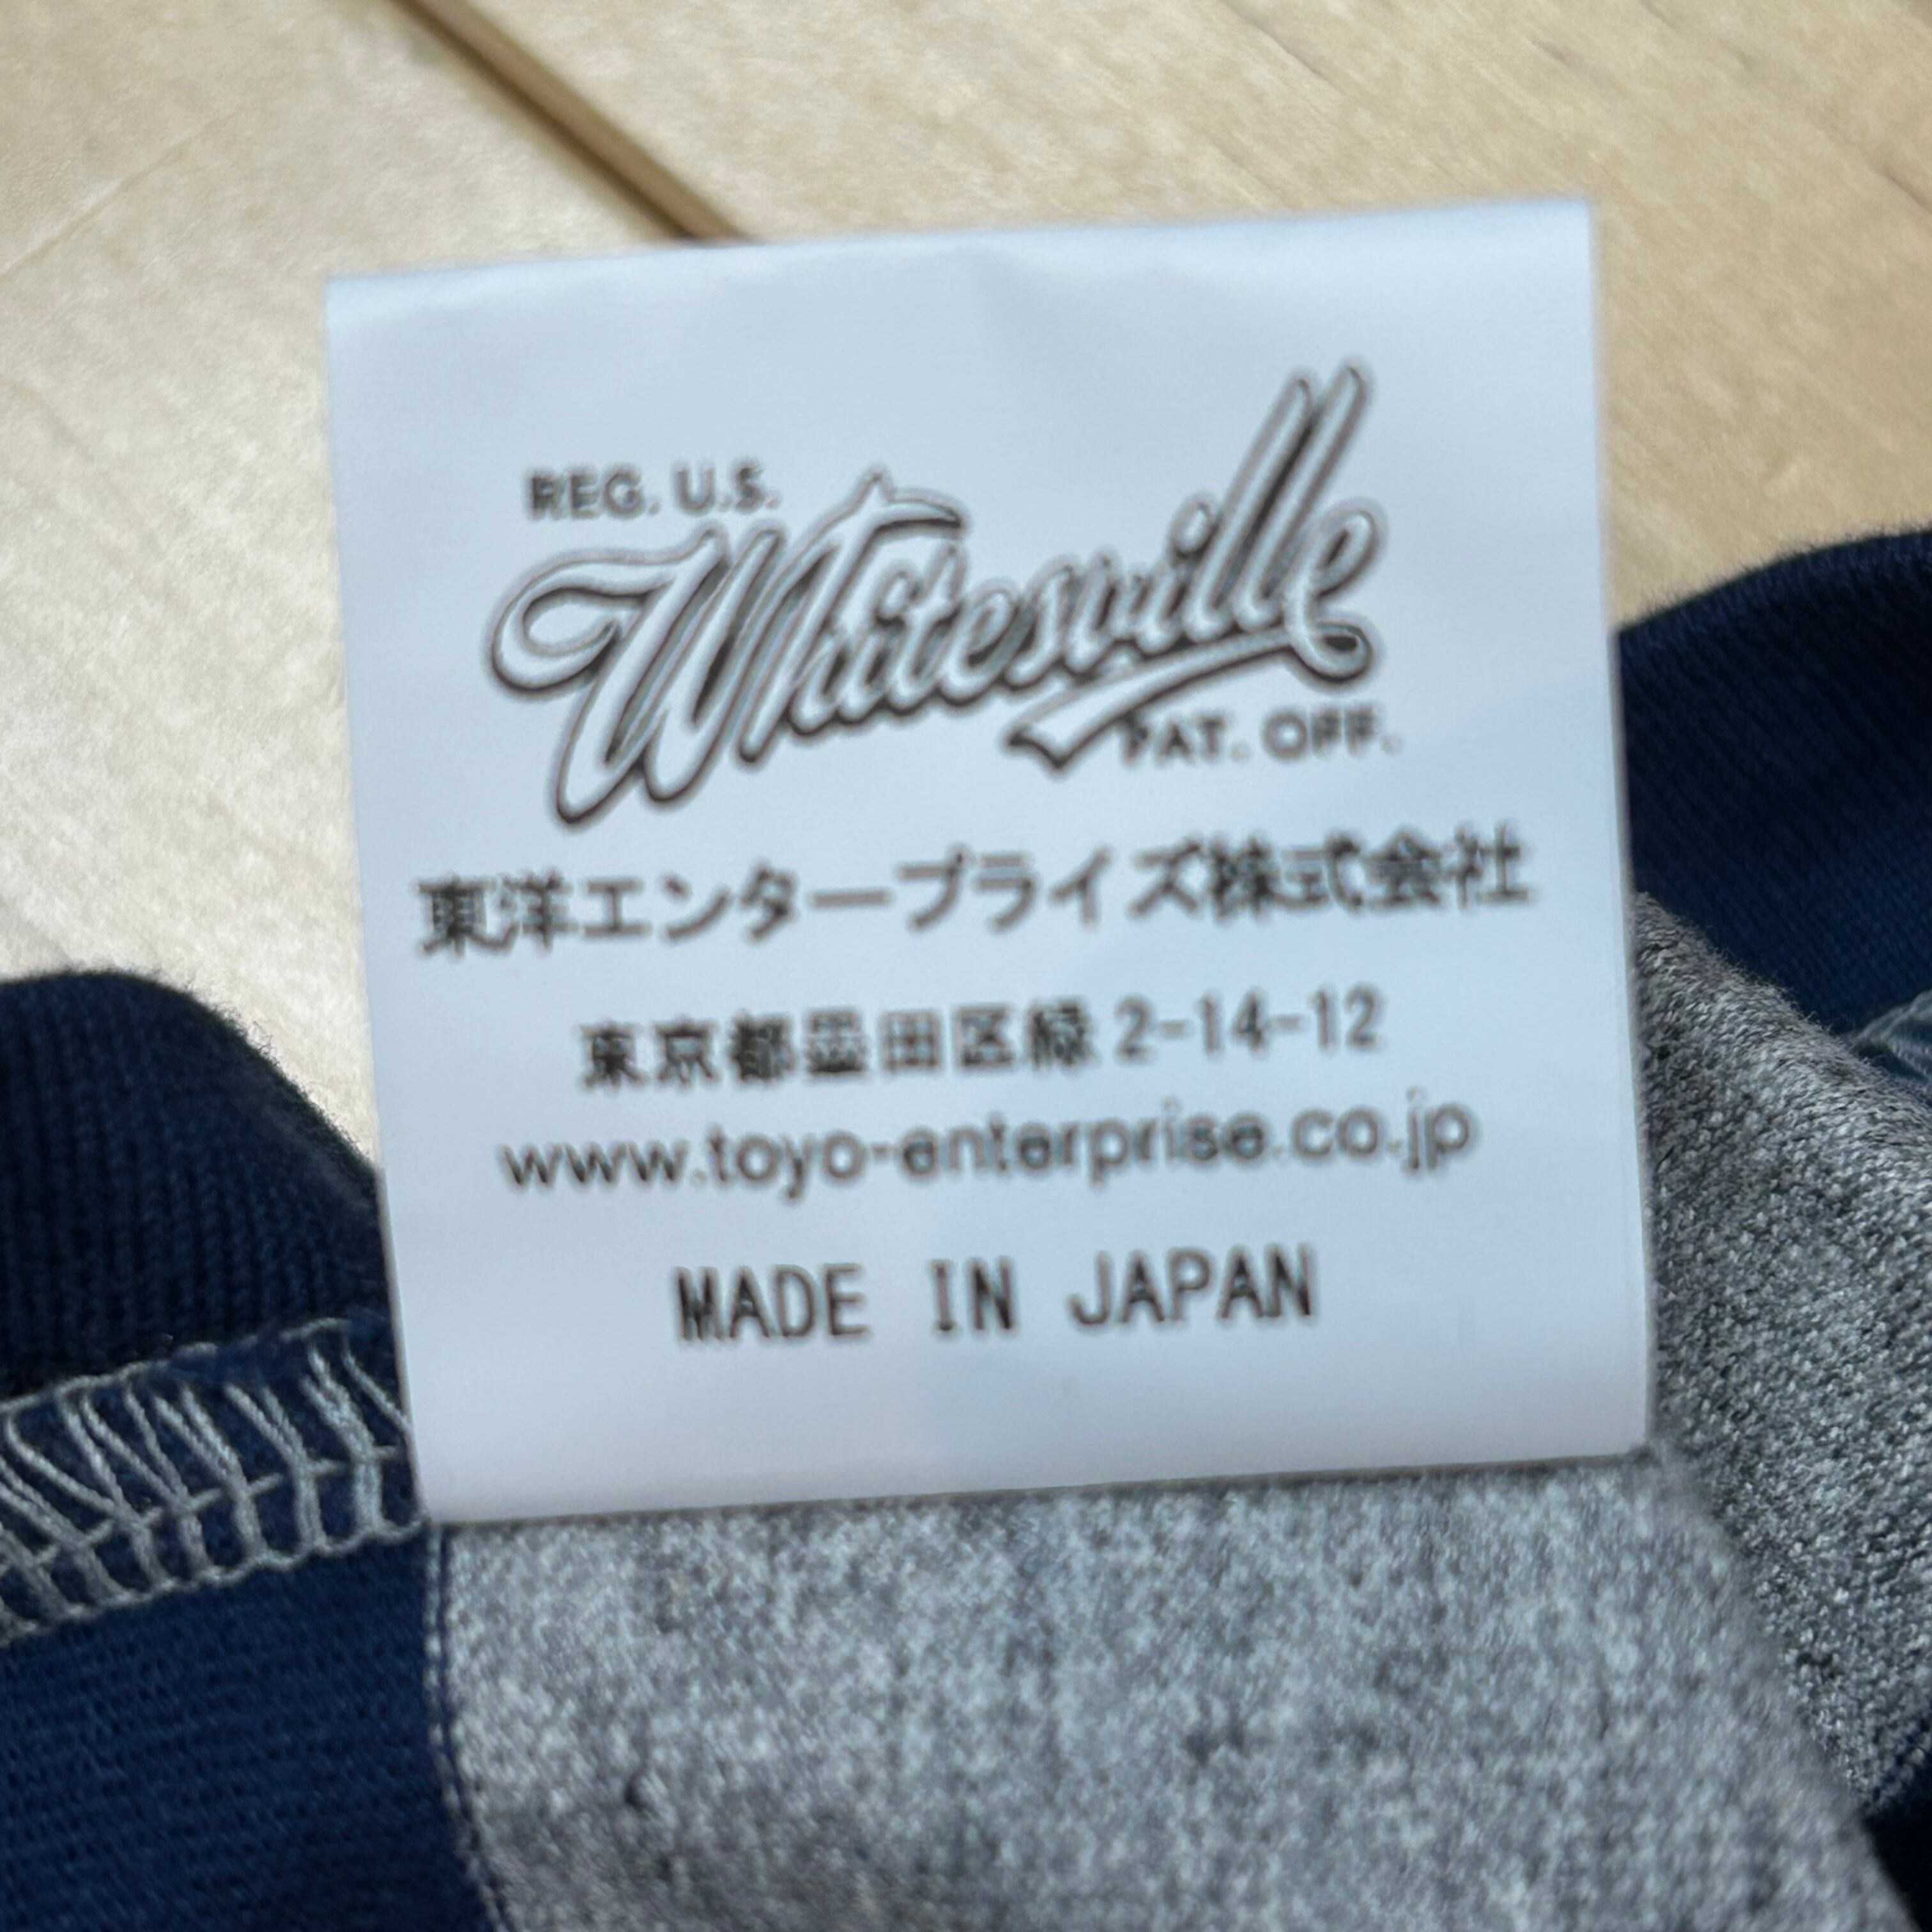 REG. U.S.
Whitesville
PAT. OFF.
東洋エンタープライズ株式会社
東京都墨田区緑2-14-12
www.toyo-enterprise.co.jp
MADE IN JAPAN